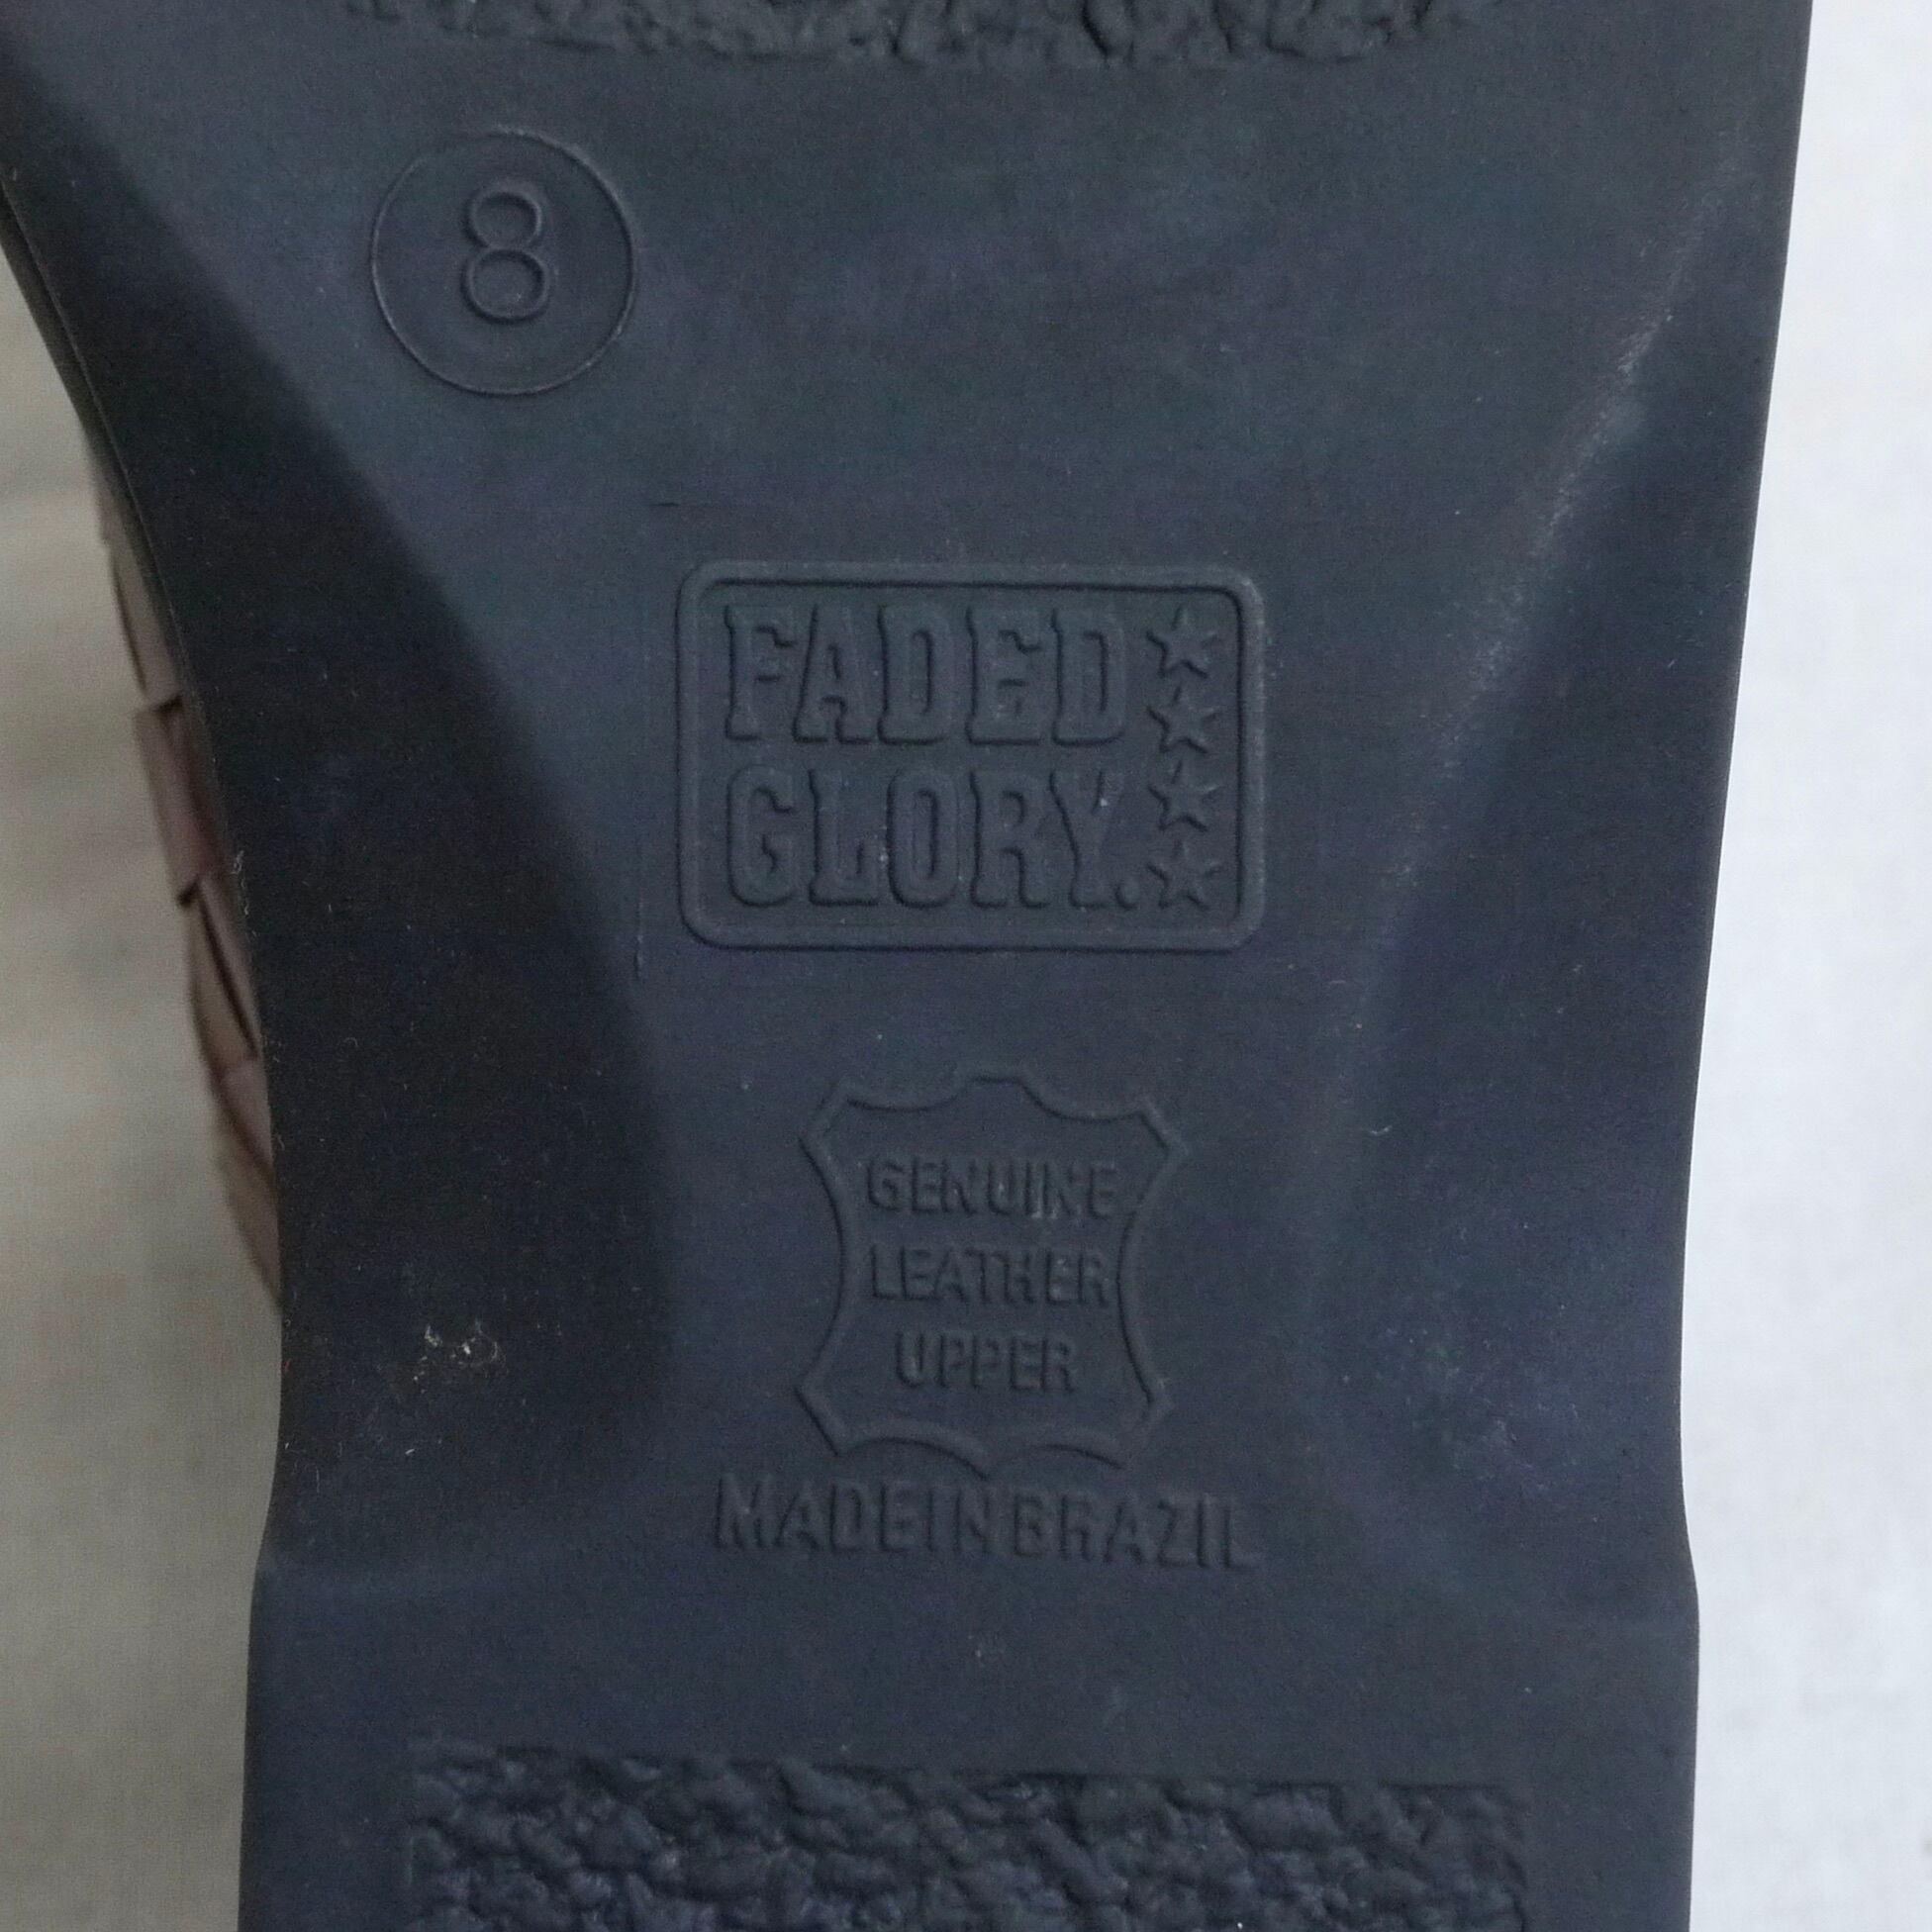 8
FADED
GLORY.
GENUINE
LEATHER
UPPER
MADE IN BRAZIL